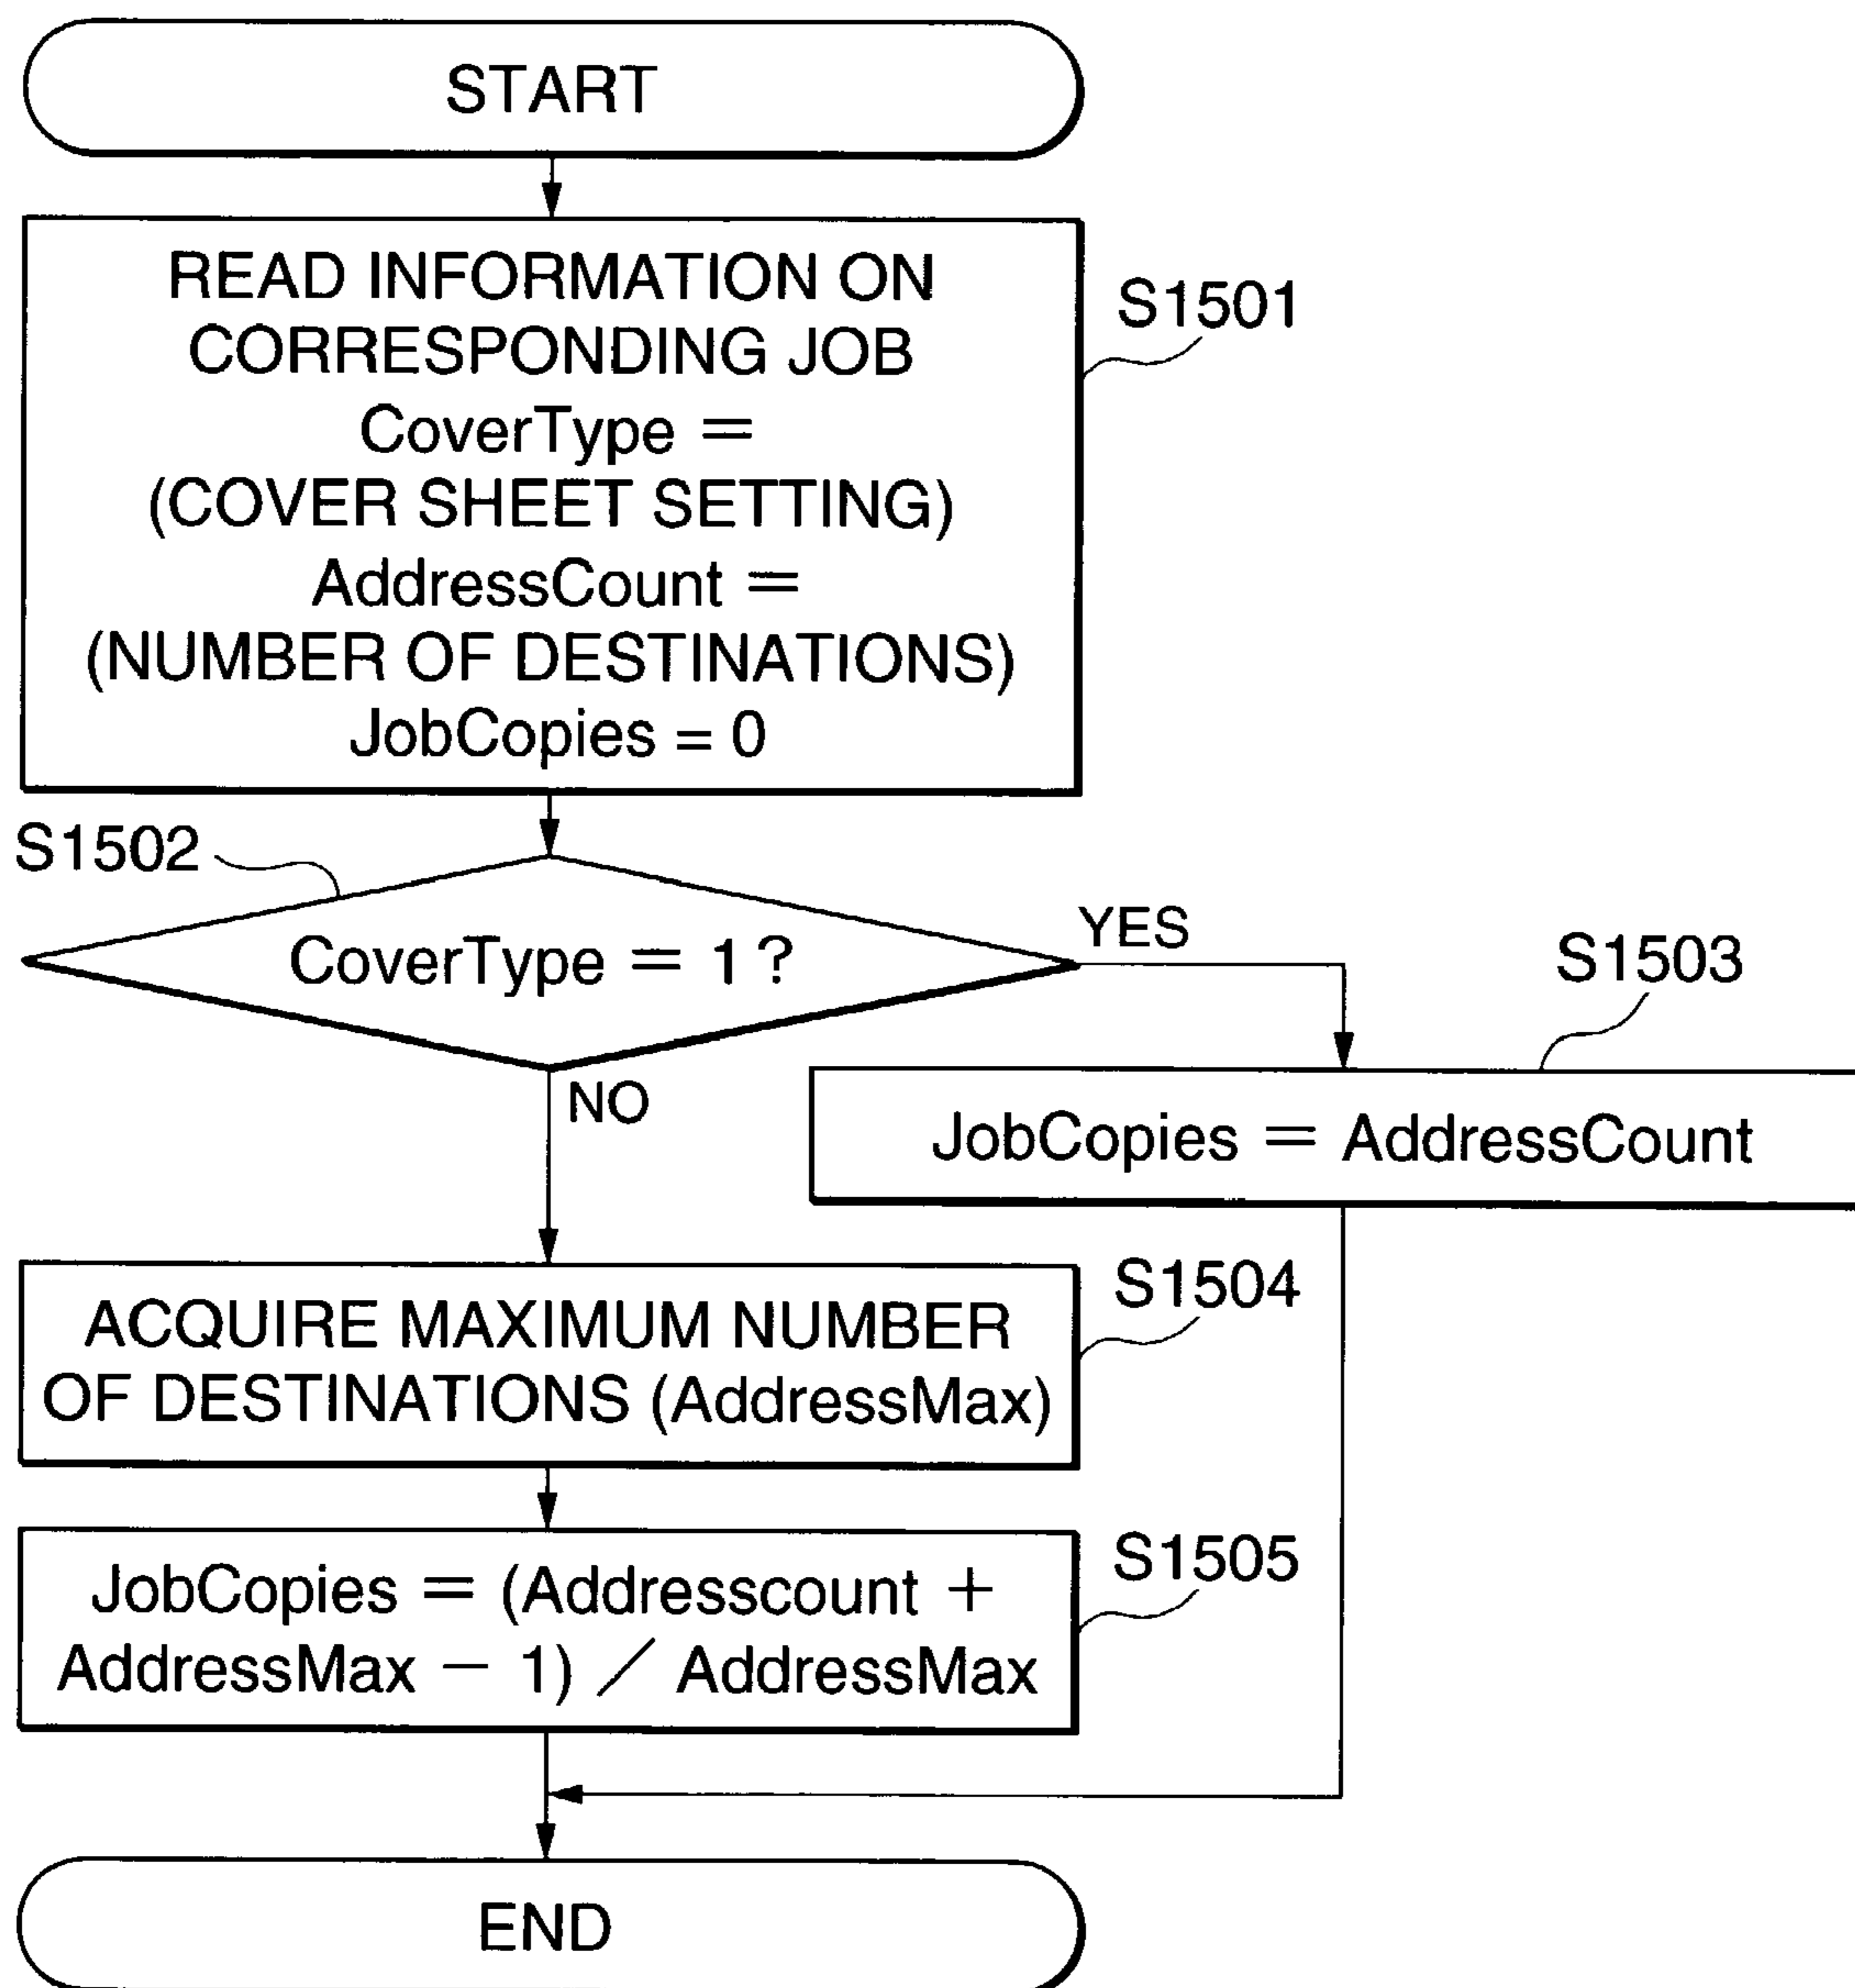 START
READ INFORMATION ON
CORRESPONDING JOB
CoverType =
(COVER SHEET SETTING)
AddressCount =
(NUMBER OF DESTINATIONS)
JobCopies = 0
S1501
S1502
CoverType = 1 ?
YES
NO
S1503
JobCopies = AddressCount
S1504
ACQUIRE MAXIMUM NUMBER
OF DESTINATIONS (AddressMax)
S1505
JobCopies = (Addresscount +
AddressMax − 1) / AddressMax
END